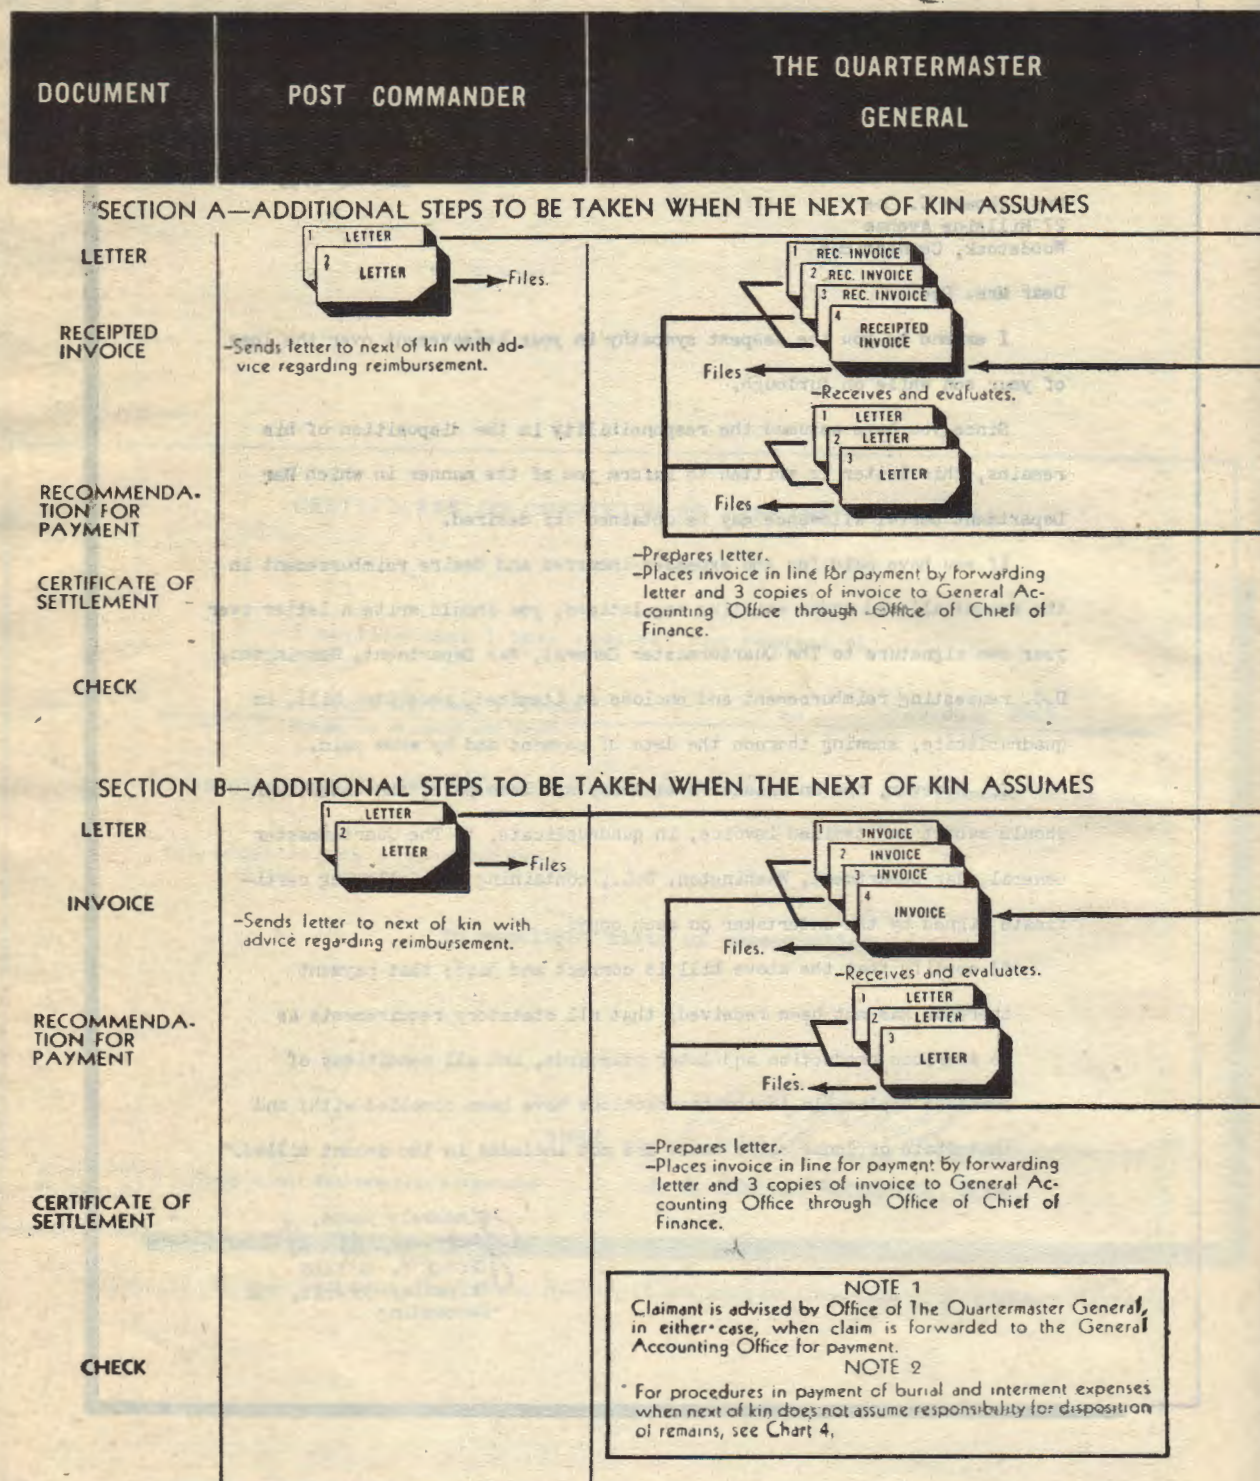 DOCUMENT
POST COMMANDER
THE QUARTERMASTER
GENERAL
SECTION A—ADDITIONAL STEPS TO BE TAKEN WHEN THE NEXT OF KIN ASSUMES
LETTER
1 LETTER
2 LETTER
Files.
–Sends letter to next of kin with ad-
vice regarding reimbursement.
1 REC. INVOICE
2 REC. INVOICE
3 REC. INVOICE
4 RECEIPTED
INVOICE
Files
–Receives and evaluates.
RECEIPTED
INVOICE
1 LETTER
2 LETTER
3 LETTER
Files
RECOMMENDA-
TION FOR
PAYMENT
–Prepares letter.
–Places invoice in line for payment by forwarding
letter and 3 copies of invoice to General Ac-
counting Office through Office of Chief of
Finance.
CERTIFICATE OF
SETTLEMENT
CHECK
SECTION B—ADDITIONAL STEPS TO BE TAKEN WHEN THE NEXT OF KIN ASSUMES
LETTER
1 LETTER
2 LETTER
Files
–Sends letter to next of kin with
advice regarding reimbursement.
1 INVOICE
2 INVOICE
3 INVOICE
4 INVOICE
Files.
–Receives and evaluates.
INVOICE
1 LETTER
2 LETTER
3 LETTER
Files.
RECOMMENDA-
TION FOR
PAYMENT
–Prepares letter.
–Places invoice in line for payment by forwarding
letter and 3 copies of invoice to General Ac-
counting Office through Office of Chief of
Finance.
CERTIFICATE OF
SETTLEMENT
CHECK
NOTE 1
Claimant is advised by Office of The Quartermaster General,
in either case, when claim is forwarded to the General
Accounting Office for payment.
NOTE 2
For procedures in payment of burial and interment expenses
when next of kin does not assume responsibility for disposition
of remains, see Chart 4.